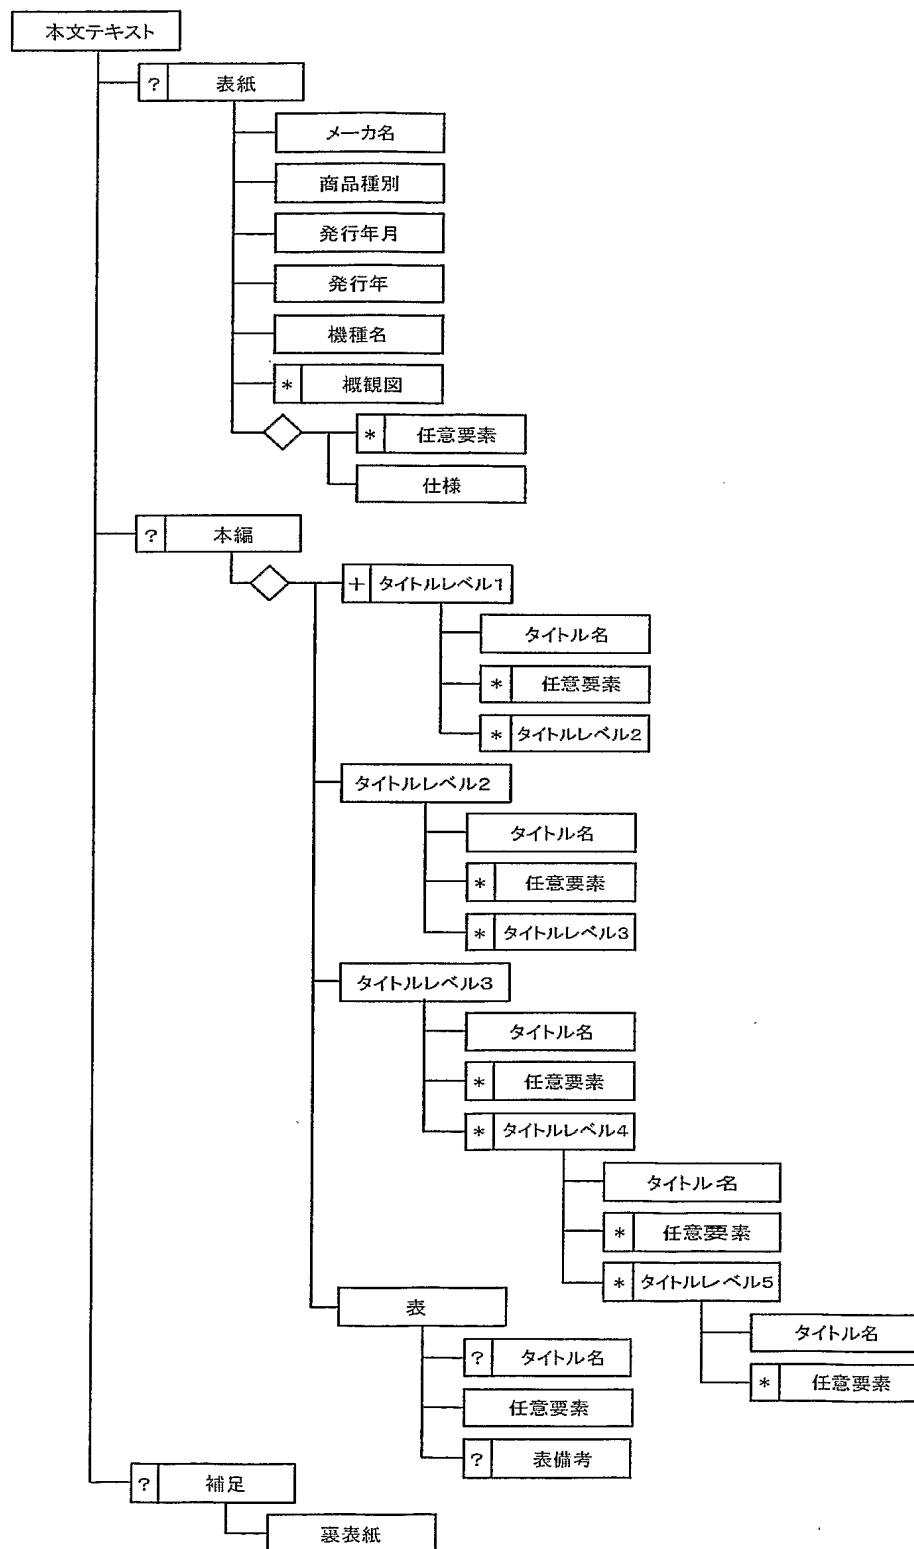 本文テキスト
? 表紙
メーカ名
商品種別
発行年月
発行年
機種名
* 概観図
* 任意要素
仕様
? 本編
+ タイトルレベル1
タイトル名
* 任意要素
* タイトルレベル2
タイトルレベル2
タイトル名
* 任意要素
* タイトルレベル3
タイトルレベル3
タイトル名
* 任意要素
* タイトルレベル4
タイトル名
* 任意要素
* タイトルレベル5
表
タイトル名
? タイトル名
* 任意要素
任意要素
? 表備考
? 補足
裏表紙